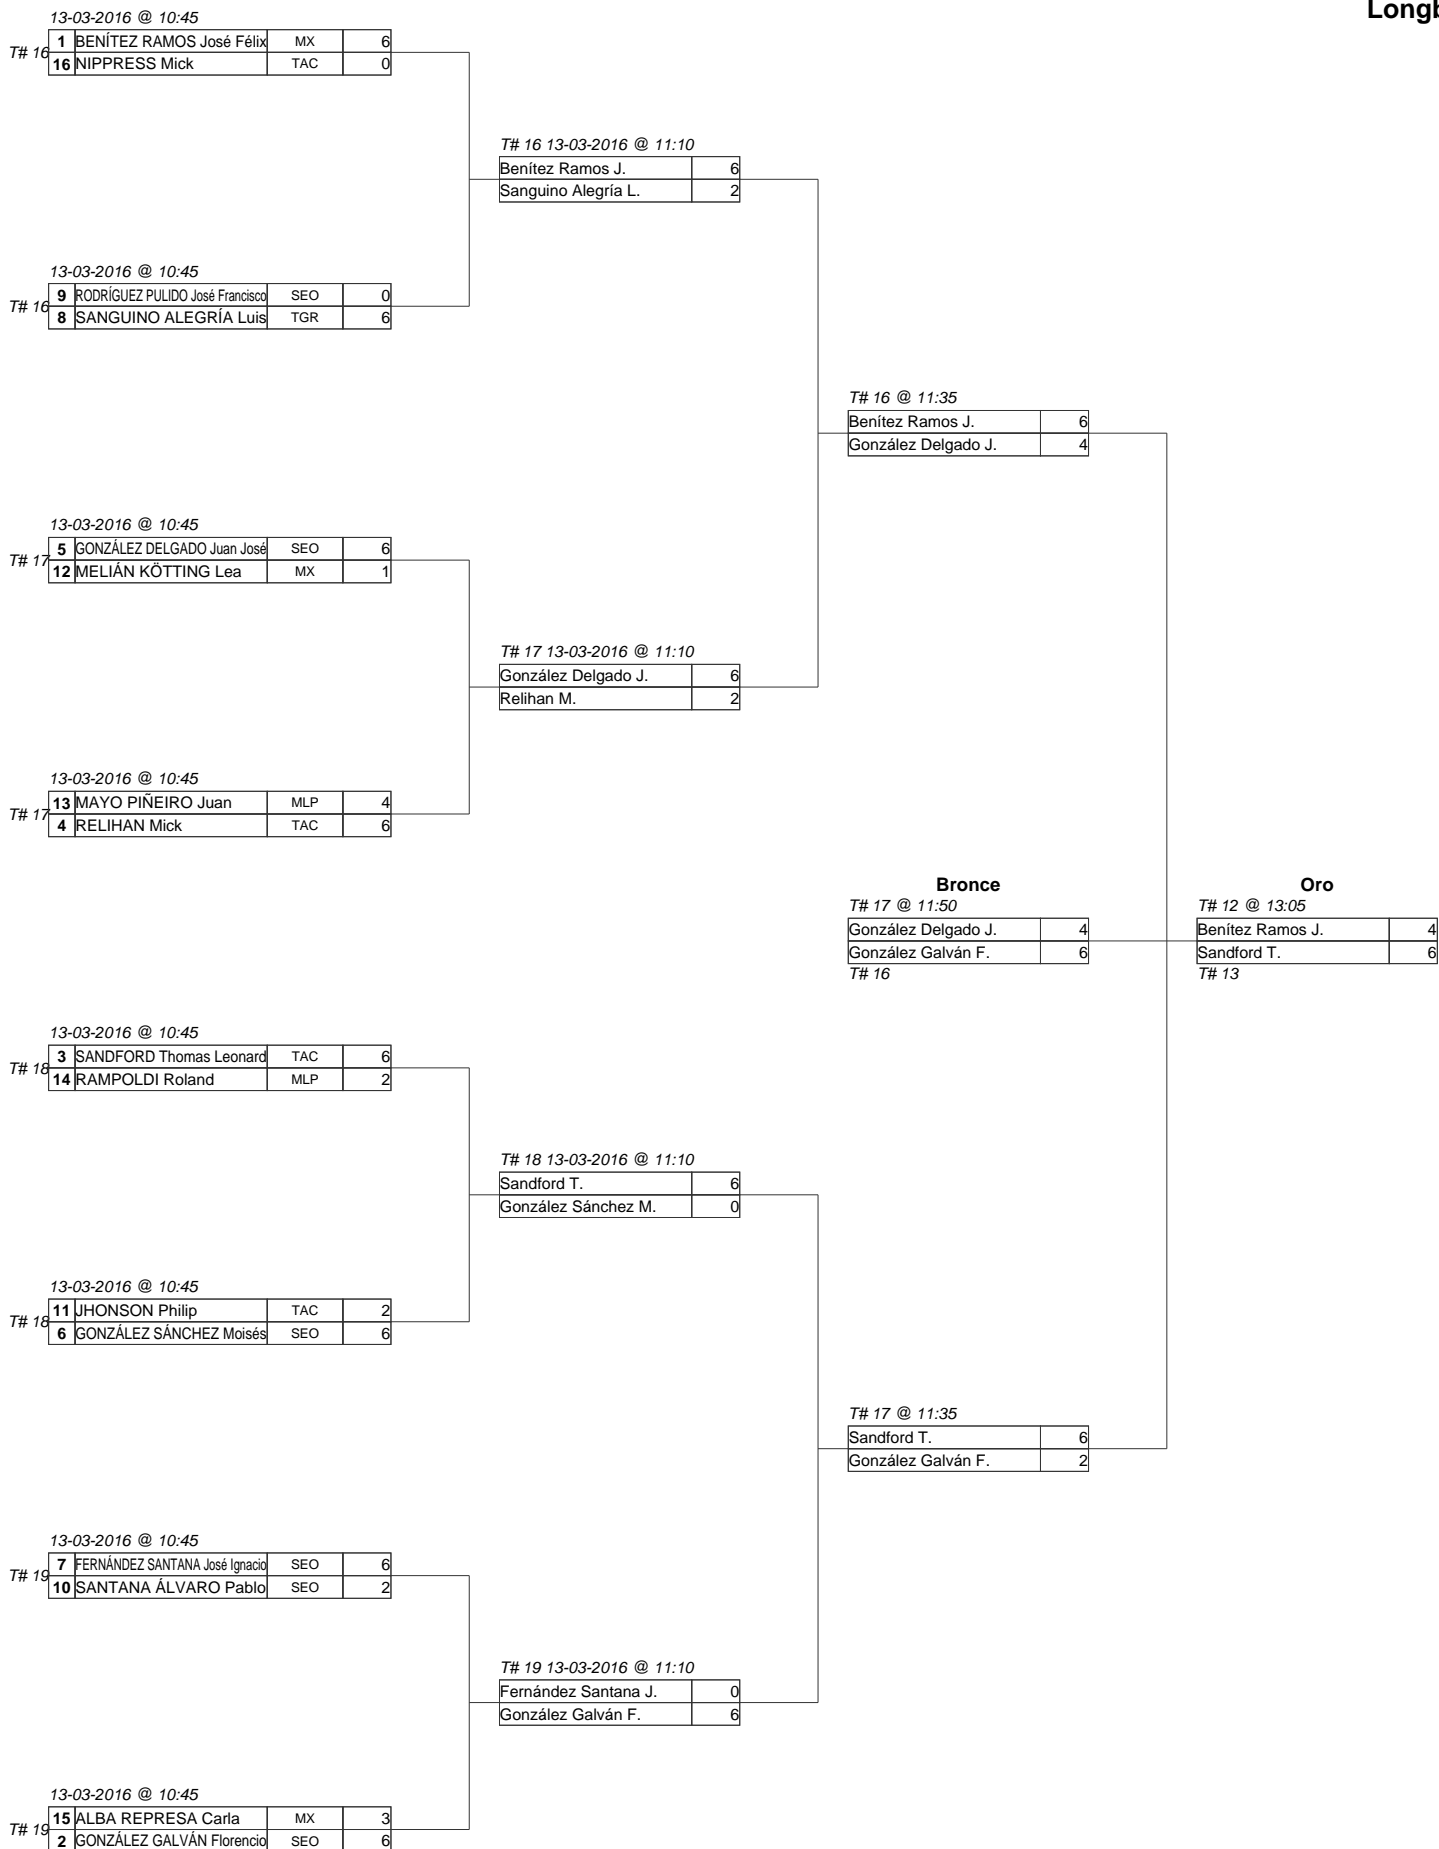 Longb
13-03-2016 @ 10:45
T# 16
1 BENÍTEZ RAMOS José Félix MX 6
16 NIPPRESS Mick TAC 0
T# 16 13-03-2016 @ 11:10
Benítez Ramos J. 6
Sanguino Alegría L. 2
13-03-2016 @ 10:45
T# 16
9 RODRÍGUEZ PULIDO José Francisco SEO 0
8 SANGUINO ALEGRÍA Luis TGR 6
T# 16 @ 11:35
Benítez Ramos J. 6
González Delgado J. 4
13-03-2016 @ 10:45
T# 17
5 GONZÁLEZ DELGADO Juan José SEO 6
12 MELIÁN KÖTTING Lea MX 1
T# 17 13-03-2016 @ 11:10
González Delgado J. 6
Relihan M. 2
13-03-2016 @ 10:45
T# 17
13 MAYO PIÑEIRO Juan MLP 4
4 RELIHAN Mick TAC 6
Bronce
T# 17 @ 11:50
González Delgado J. 4
González Galván F. 6
T# 16
Oro
T# 12 @ 13:05
Benítez Ramos J. 4
Sandford T. 6
T# 13
13-03-2016 @ 10:45
T# 18
3 SANDFORD Thomas Leonard TAC 6
14 RAMPOLDI Roland MLP 2
T# 18 13-03-2016 @ 11:10
Sandford T. 6
González Sánchez M. 0
13-03-2016 @ 10:45
T# 18
11 JHONSON Philip TAC 2
6 GONZÁLEZ SÁNCHEZ Moisés SEO 6
T# 17 @ 11:35
Sandford T. 6
González Galván F. 2
13-03-2016 @ 10:45
T# 19
7 FERNÁNDEZ SANTANA José Ignacio SEO 6
10 SANTANA ÁLVARO Pablo SEO 2
T# 19 13-03-2016 @ 11:10
Fernández Santana J. 0
González Galván F. 6
13-03-2016 @ 10:45
T# 19
15 ALBA REPRESA Carla MX 3
2 GONZÁLEZ GALVÁN Florencio SEO 6